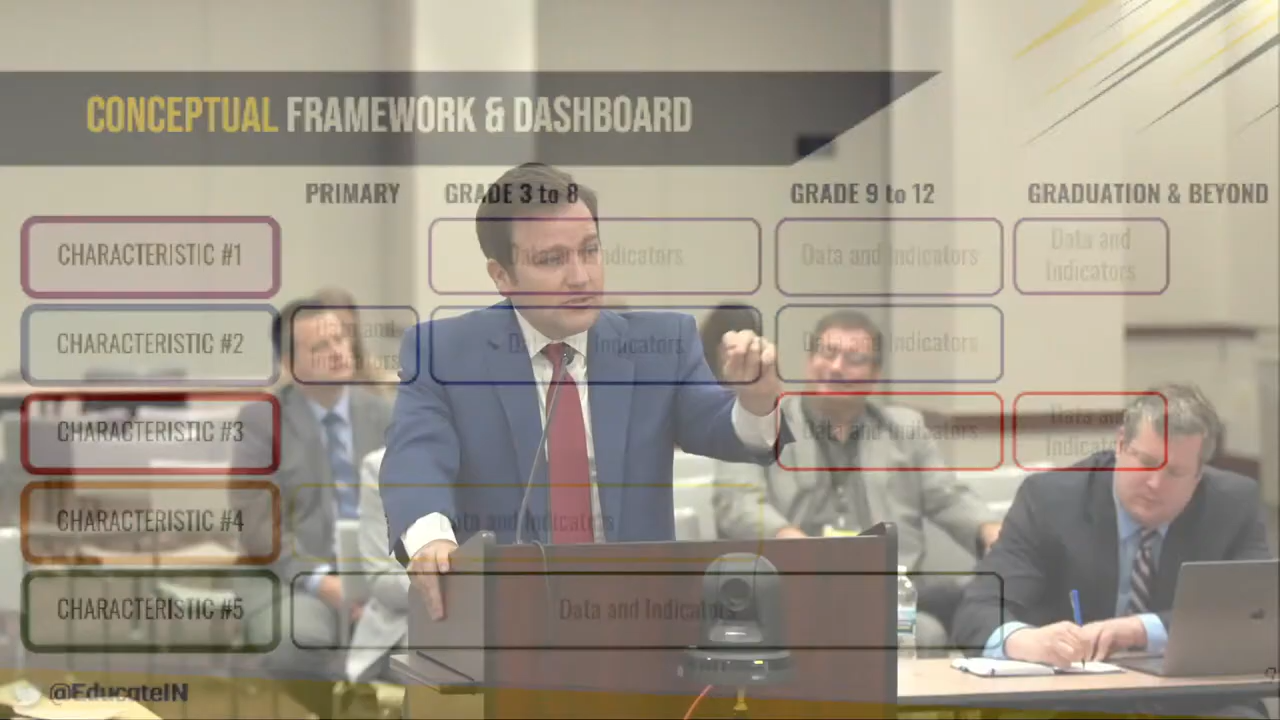 CONCEPTUAL FRAMEWORK & DASHBOARD
PRIMARY GRADE 3 to 8 GRADE 9 to 12 GRADUATION & BEYOND
CHARACTERISTIC #1
Data and Indicators
Data and Indicators
Data and
Indicators
CHARACTERISTIC #2
Data and
Indicators
Data and Indicators
Data and Indicators
CHARACTERISTIC #3
Data and Indicators
Data and
Indicators
CHARACTERISTIC #4
Data and Indicators
CHARACTERISTIC #5
Data and Indicators
@EducateIN